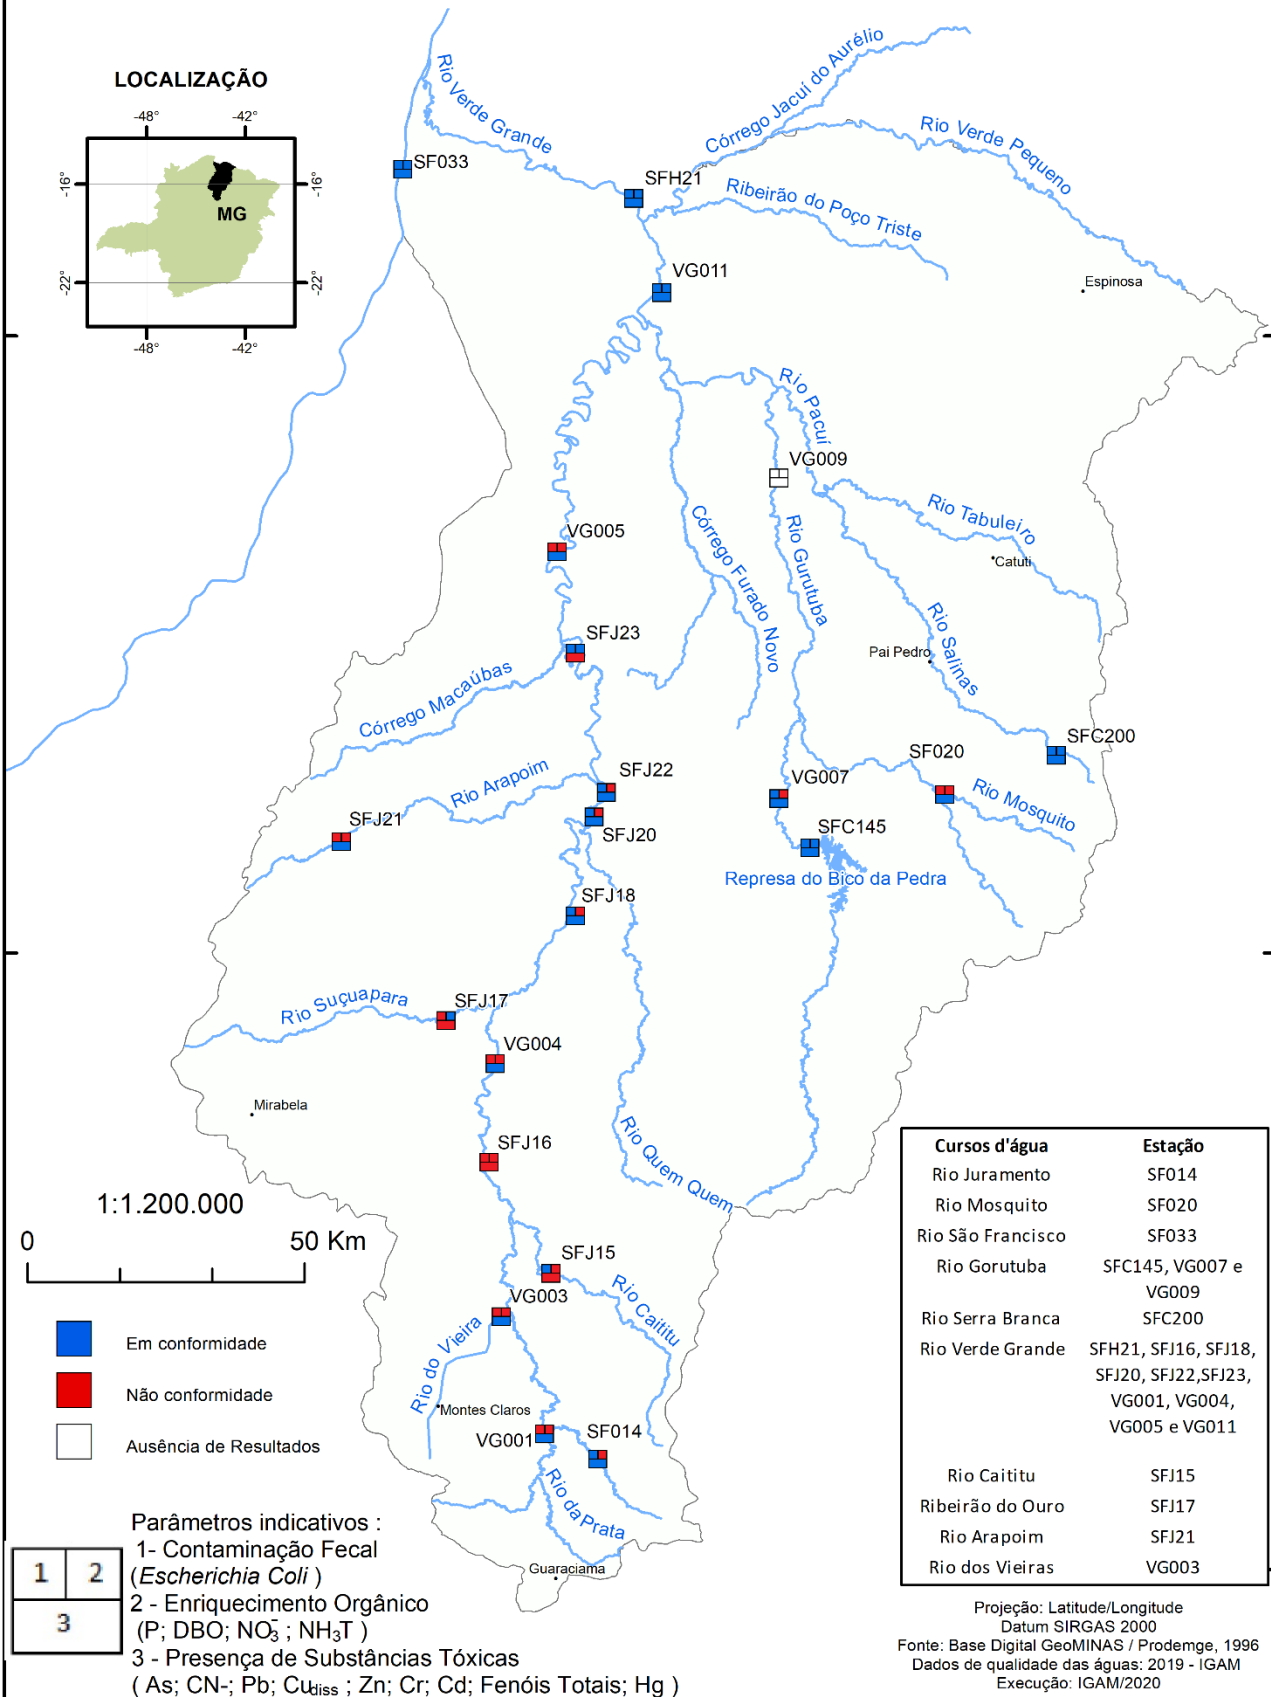 LOCALIZAÇÃO
-48°
-42°
-16°
-16°
MG
-22°
-22°
-48°
-42°
Rio Verde Grande
Córrego Jacuí do Aurélio
Rio Verde Pequeno
SF033
SFH21
Ribeirão do Poço Triste
VG011
Espinosa
Rio Pacuí
VG009
Rio Tabuleiro
VG005
Córrego Furado Novo
Rio Gurutuba
Catuti
SFJ23
Rio Salinas
Pai Pedro
Córrego Macaúbas
SFC200
SF020
Rio Arapoim
SFJ22
VG007
Rio Mosquito
SFJ21
SFJ20
SFC145
Represa do Bico da Pedra
SFJ18
Rio Suçuapara
SFJ17
VG004
Mirabela
SFJ16
Rio Quem Quem
1:1.200.000
0 50 Km
SFJ15
VG003
Rio Caititu
Rio do Vieira
Montes Claros
VG001
SF014
Rio da Prata
Guaraciama
Em conformidade
Não conformidade
Ausência de Resultados
Parâmetros indicativos :
1- Contaminação Fecal
(Escherichia Coli )
2 - Enriquecimento Orgânico
(P; DBO; NO₃⁻ ; NH₃T )
3 - Presença de Substâncias Tóxicas
( As; CN-; Pb; Cu diss ; Zn; Cr; Cd; Fenóis Totais; Hg )
1 2
3
Cursos d'água Estação
Rio Juramento SF014
Rio Mosquito SF020
Rio São Francisco SF033
Rio Gorutuba SFC145, VG007 e
VG009
Rio Serra Branca SFC200
Rio Verde Grande SFH21, SFJ16, SFJ18,
SFJ20, SFJ22,SFJ23,
VG001, VG004,
VG005 e VG011
Rio Caititu SFJ15
Ribeirão do Ouro SFJ17
Rio Arapoim SFJ21
Rio dos Vieiras VG003
Projeção: Latitude/Longitude
Datum SIRGAS 2000
Fonte: Base Digital GeoMINAS / Prodemge, 1996
Dados de qualidade das águas: 2019 - IGAM
Execução: IGAM/2020